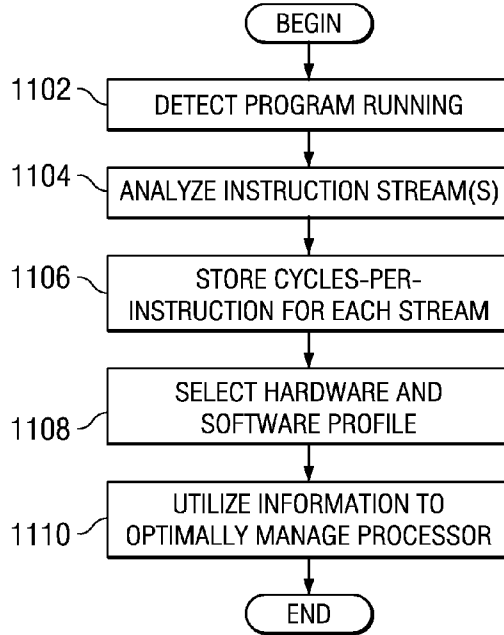 BEGIN
1102
DETECT PROGRAM RUNNING
1104
ANALYZE INSTRUCTION STREAM(S)
1106
STORE CYCLES-PER-
INSTRUCTION FOR EACH STREAM
1108
SELECT HARDWARE AND
SOFTWARE PROFILE
1110
UTILIZE INFORMATION TO
OPTIMALLY MANAGE PROCESSOR
END